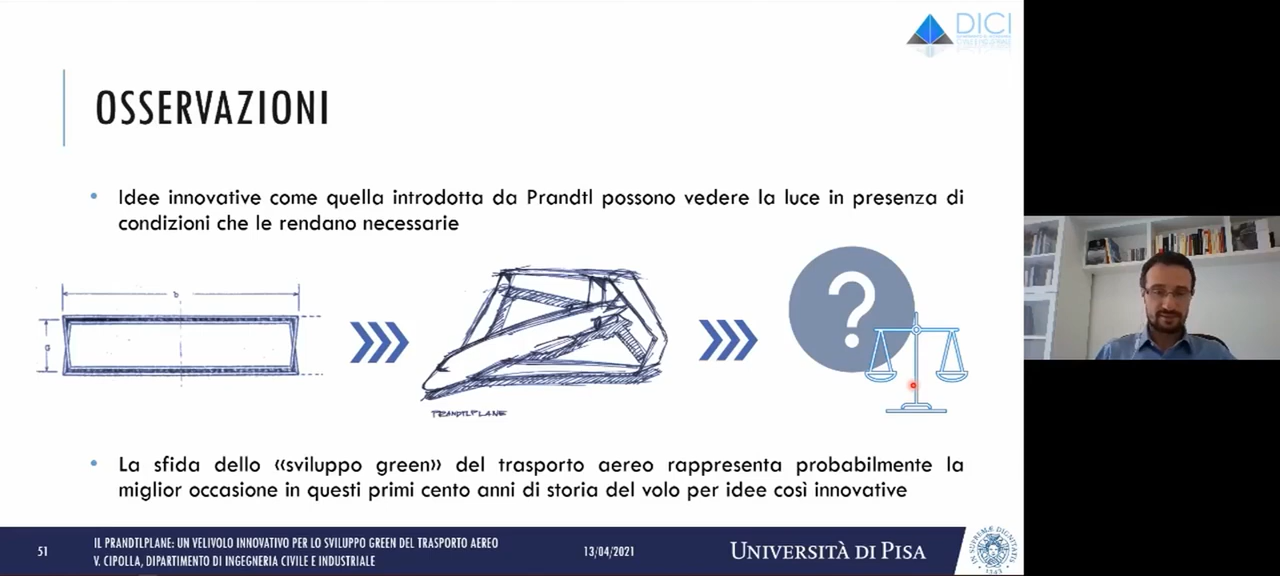 DICI
OSSERVAZIONI
• Idee innovative come quella introdotta da Prandtl possono vedere la luce in presenza di
condizioni che le rendano necessarie
b
G
?
PRANDTLPLANE
• La sfida dello «sviluppo green» del trasporto aereo rappresenta probabilmente la
miglior occasione in questi primi cento anni di storia del volo per idee così innovative
51
IL PRANDTLPLANE: UN VELIVOLO INNOVATIVO PER LO SVILUPPO GREEN DEL TRASPORTO AEREO
V. CIPOLLA, DIPARTIMENTO DI INGEGNERIA CIVILE E INDUSTRIALE
13/04/2021
UNIVERSITÀ DI PISA